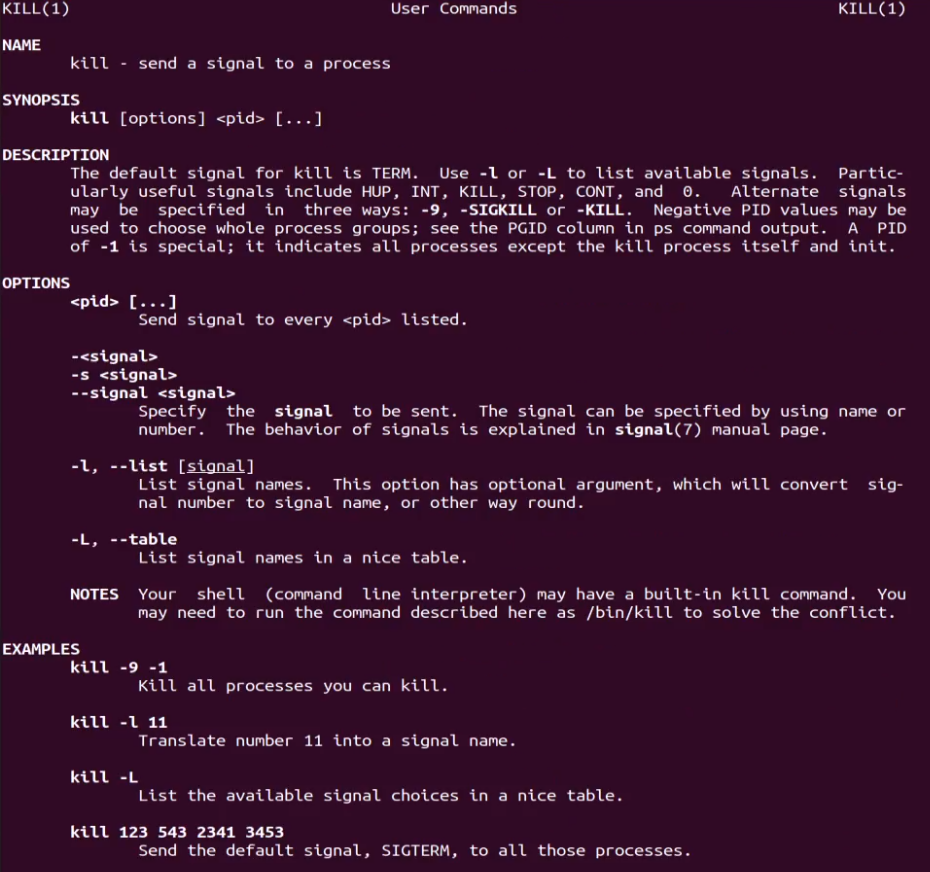 KILL(1) User Commands KILL(1)
NAME
kill - send a signal to a process
SYNOPSIS
kill [options] <pid> [...]
DESCRIPTION
The default signal for kill is TERM. Use -l or -L to list available signals. Partic-
ularly useful signals include HUP, INT, KILL, STOP, CONT, and 0. Alternate signals
may be specified in three ways: -9, -SIGKILL or -KILL. Negative PID values may be
used to choose whole process groups; see the PGID column in ps command output. A PID
of -1 is special; it indicates all processes except the kill process itself and init.
OPTIONS
<pid> [...]
Send signal to every <pid> listed.
-<signal>
-s <signal>
--signal <signal>
Specify the signal to be sent. The signal can be specified by using name or
number. The behavior of signals is explained in signal(7) manual page.
-l, --list [signal]
List signal names. This option has optional argument, which will convert sig-
nal number to signal name, or other way round.
-L, --table
List signal names in a nice table.
NOTES Your shell (command line interpreter) may have a built-in kill command. You
may need to run the command described here as /bin/kill to solve the conflict.
EXAMPLES
kill -9 -1
Kill all processes you can kill.
kill -l 11
Translate number 11 into a signal name.
kill -L
List the available signal choices in a nice table.
kill 123 543 2341 3453
Send the default signal, SIGTERM, to all those processes.